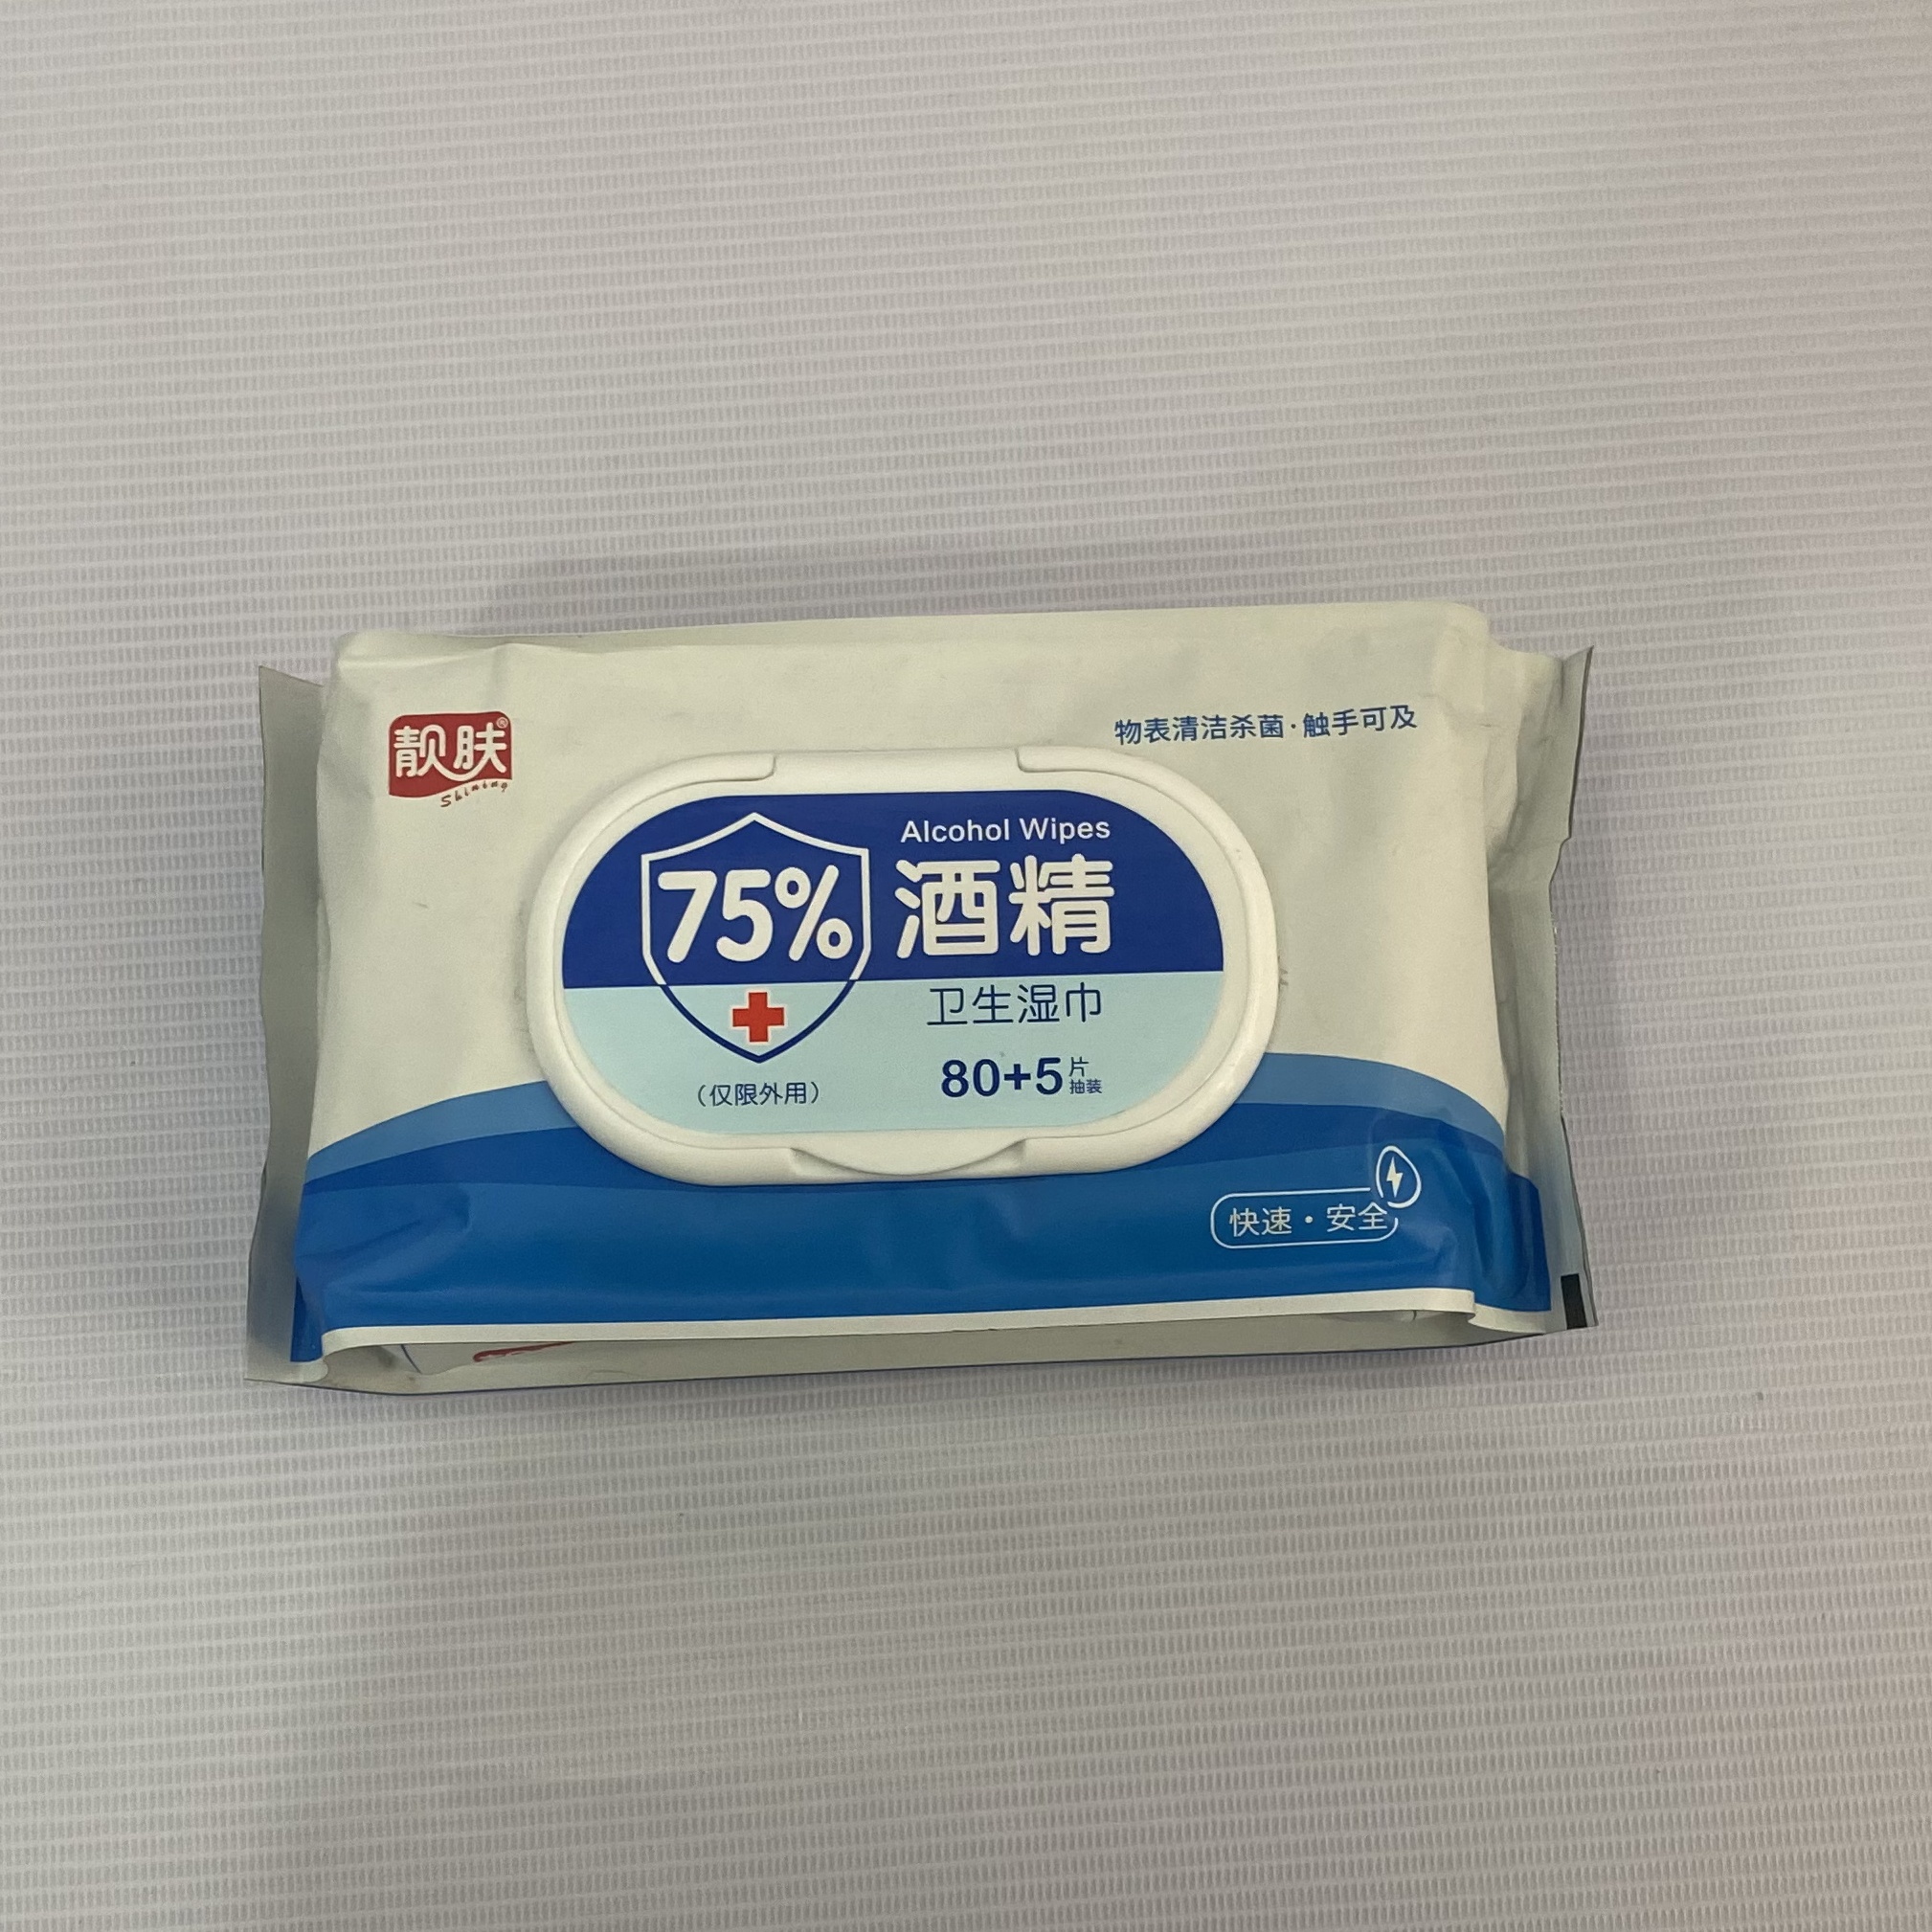 靓肤®
Shining
物表清洁杀菌·触手可及
Alcohol Wipes
75%
酒精
卫生湿巾
80+5片
抽装
（仅限外用）
快速·安全